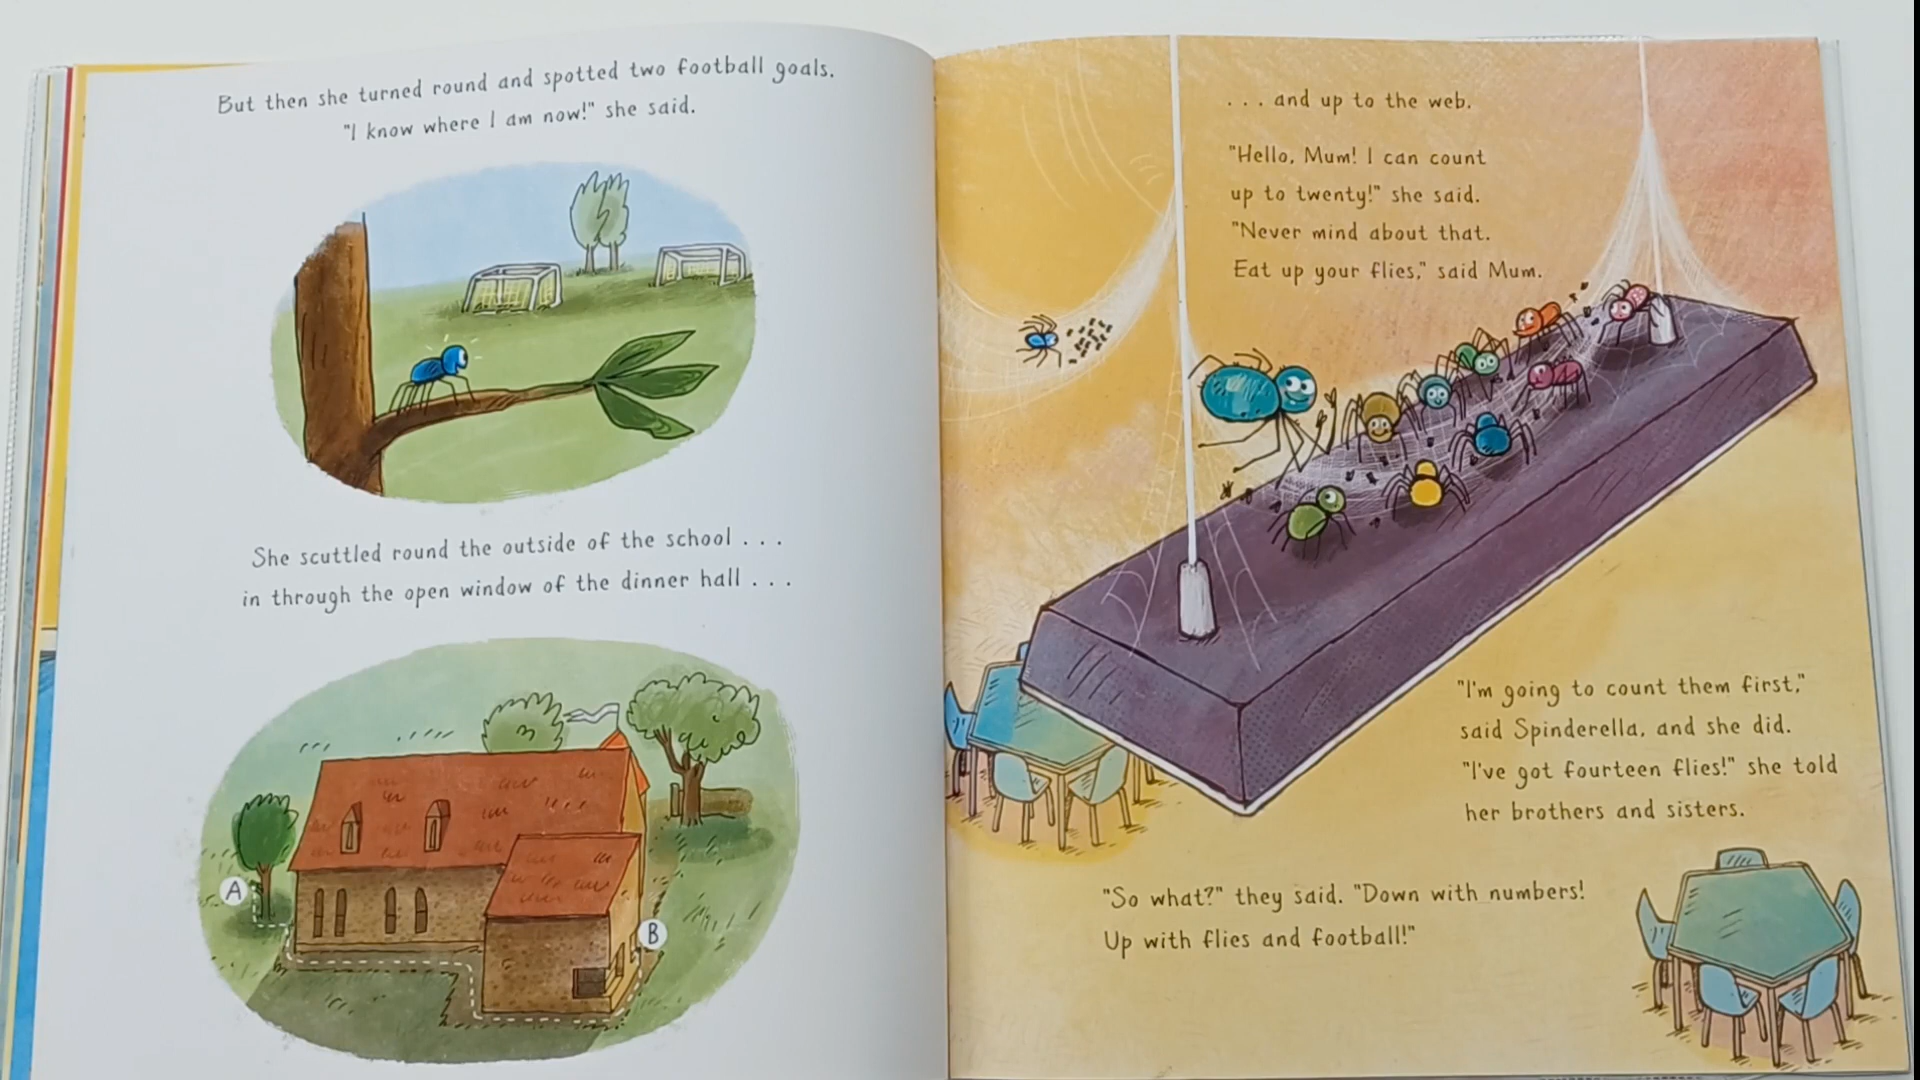 But then she turned round and spotted two football goals.
"I know where I am now!" she said.
She scuttled round the outside of the school . . .
in through the open window of the dinner hall . . .
A
B
. . . and up to the web.
"Hello, Mum! I can count
up to twenty!" she said.
"Never mind about that.
Eat up your flies," said Mum.
"I'm going to count them first,"
said Spinderella, and she did.
"I've got fourteen flies!" she told
her brothers and sisters.
"So what?" they said. "Down with numbers!
Up with flies and football!"